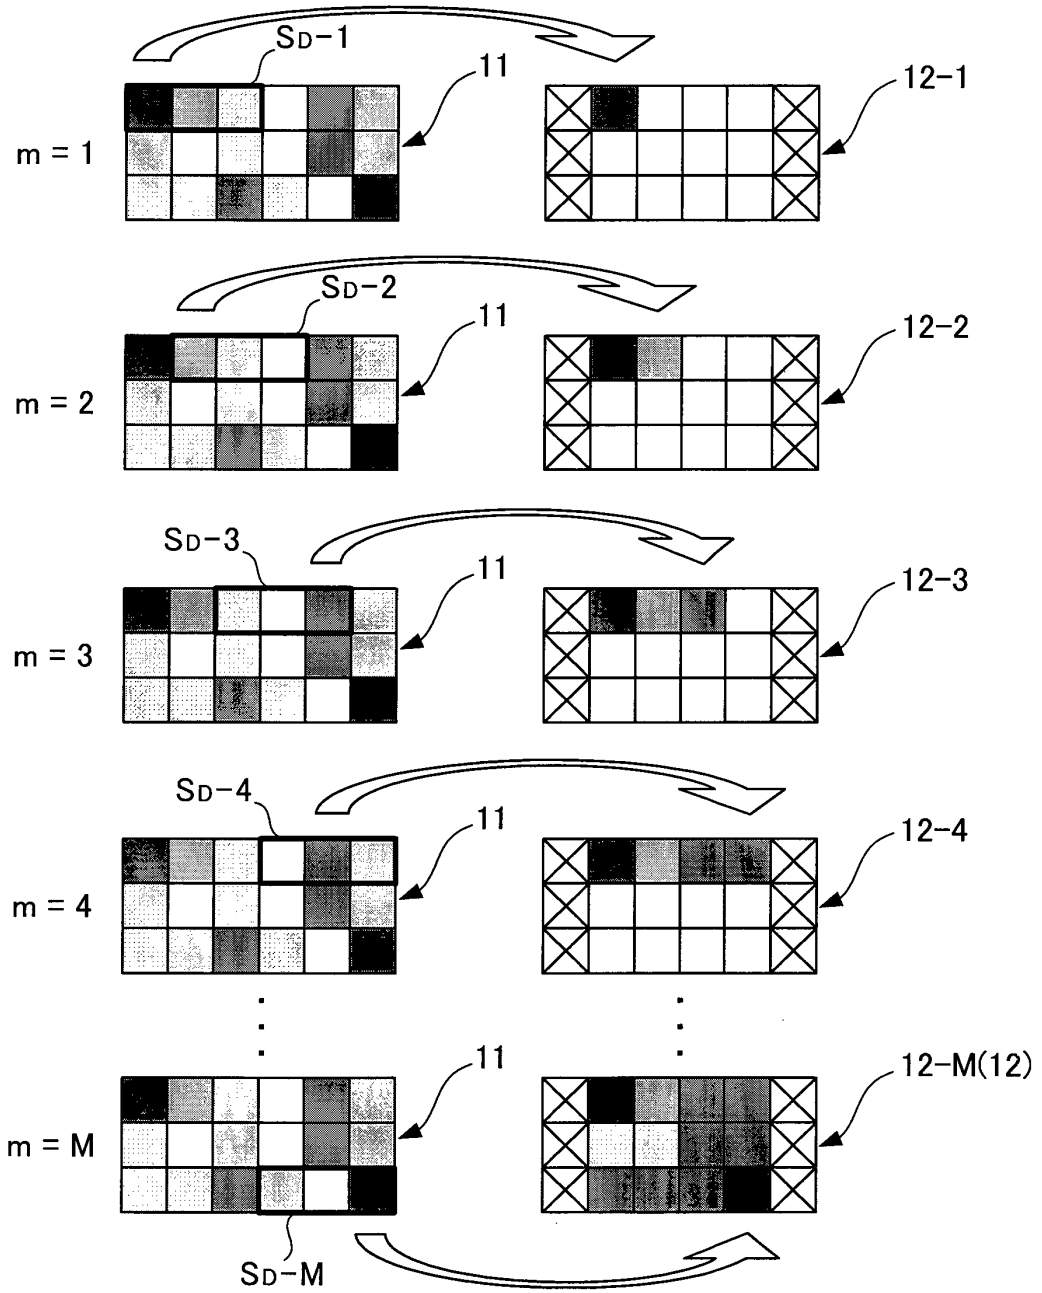 SD-1
11
12-1
m = 1
SD-2
11
12-2
m = 2
SD-3
11
12-3
m = 3
SD-4
11
12-4
m = 4
11
12-M(12)
m = M
SD-M